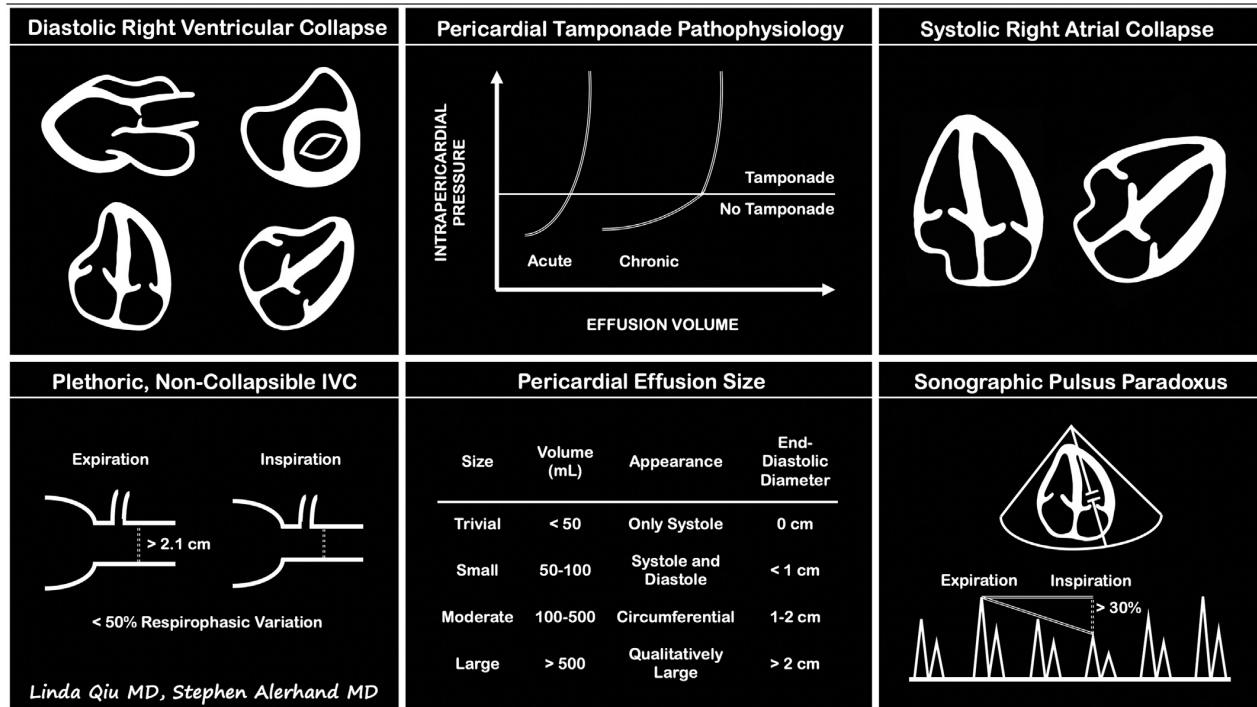 Diastolic Right Ventricular Collapse
Pericardial Tamponade Pathophysiology
INTRAPERICARDIAL
PRESSURE
Tamponade
No Tamponade
Acute
Chronic
EFFUSION VOLUME
Systolic Right Atrial Collapse
Plethoric, Non-Collapsible IVC
Expiration
Inspiration
> 2.1 cm
< 50% Respirophasic Variation
Linda Qiu MD, Stephen Alerhand MD
Pericardial Effusion Size
Size Volume (mL) Appearance End-Diastolic Diameter
Trivial < 50 Only Systole 0 cm
Small 50-100 Systole and Diastole < 1 cm
Moderate 100-500 Circumferential 1-2 cm
Large > 500 Qualitatively Large > 2 cm
Sonographic Pulsus Paradoxus
Expiration
Inspiration
> 30%